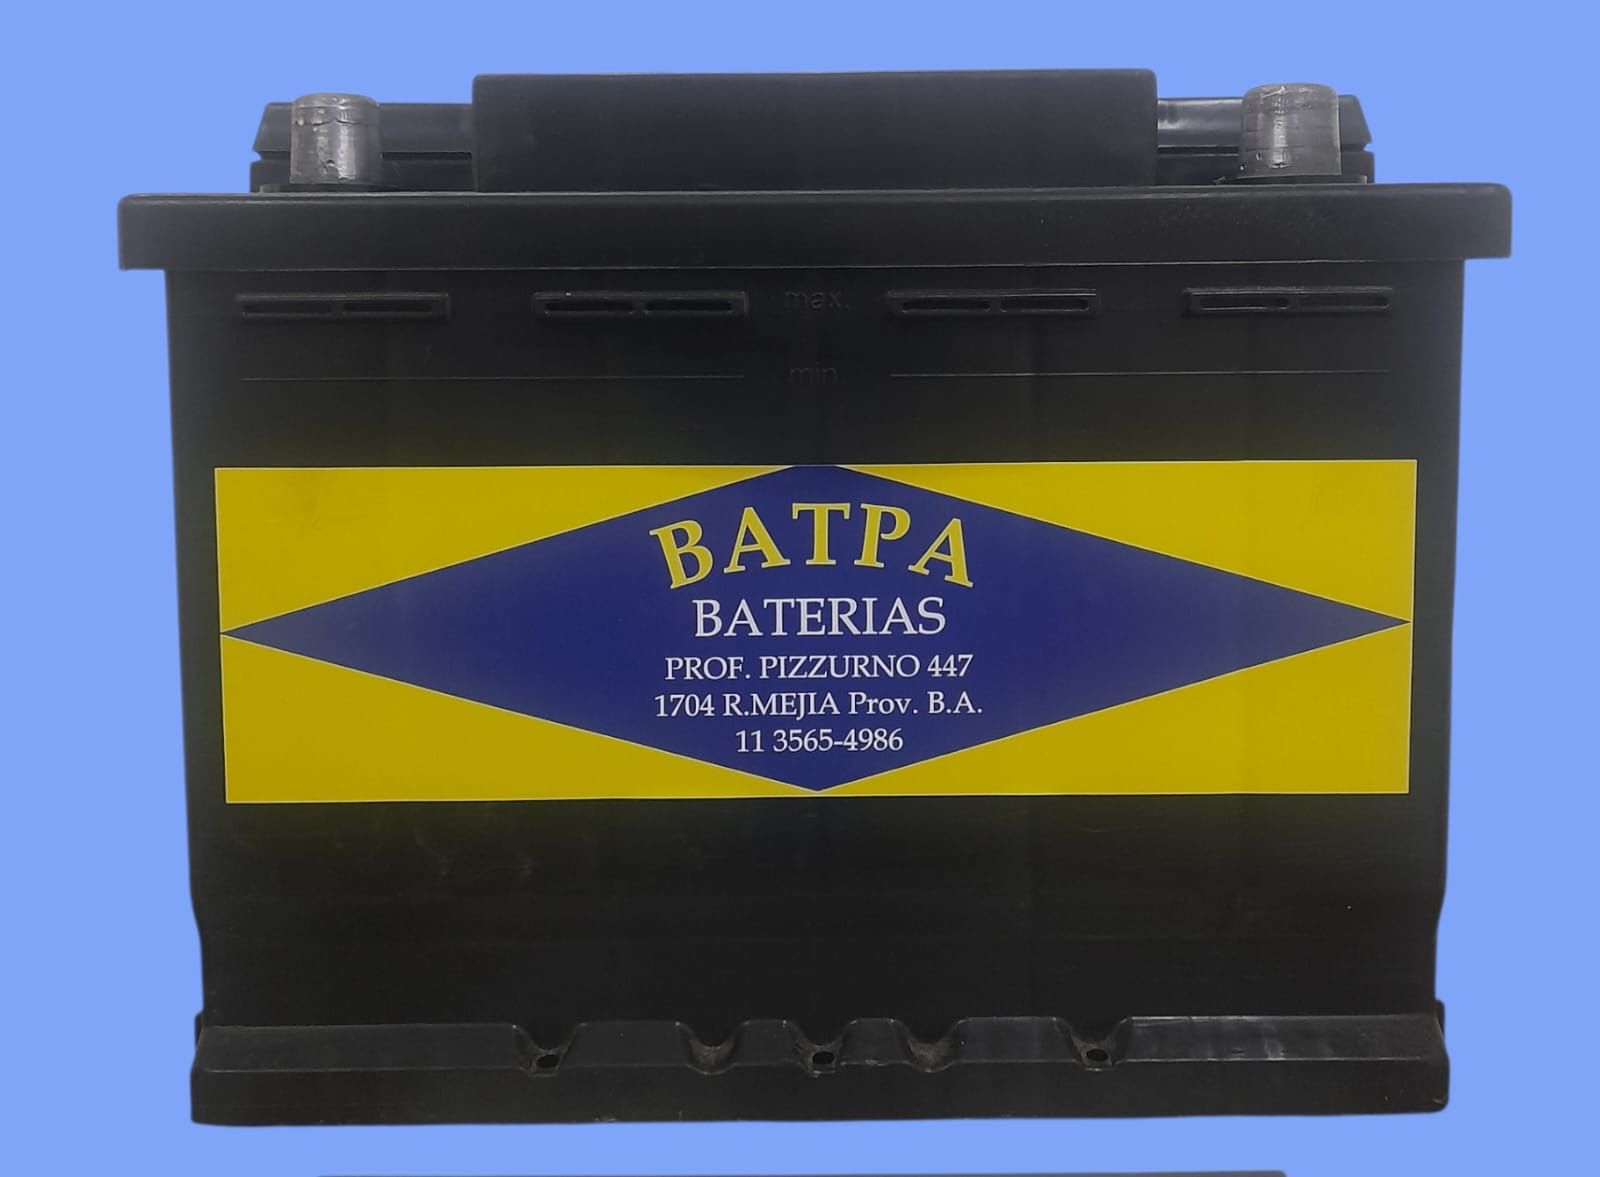 max.
min
BATPA
BATERIAS
PROF. PIZZURNO 447
1704 R.MEJIA Prov. B.A.
11 3565-4986